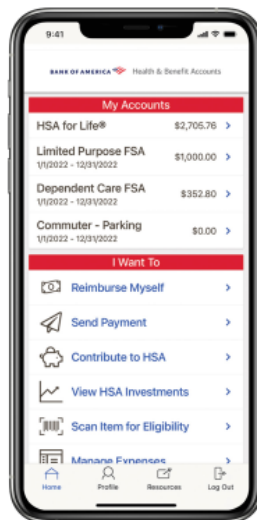 9:41
BANK OF AMERICA Health & Benefit Accounts
My Accounts
HSA for Life® $2,705.76
Limited Purpose FSA
1/1/2022 - 12/31/2022
$1,000.00
Dependent Care FSA
1/1/2022 - 12/31/2022
$352.80
Commuter - Parking
1/1/2022 - 12/31/2022
$0.00
I Want To
Reimburse Myself
Send Payment
Contribute to HSA
View HSA Investments
Scan Item for Eligibility
Manage Expenses
Home Profile Resources Log Out